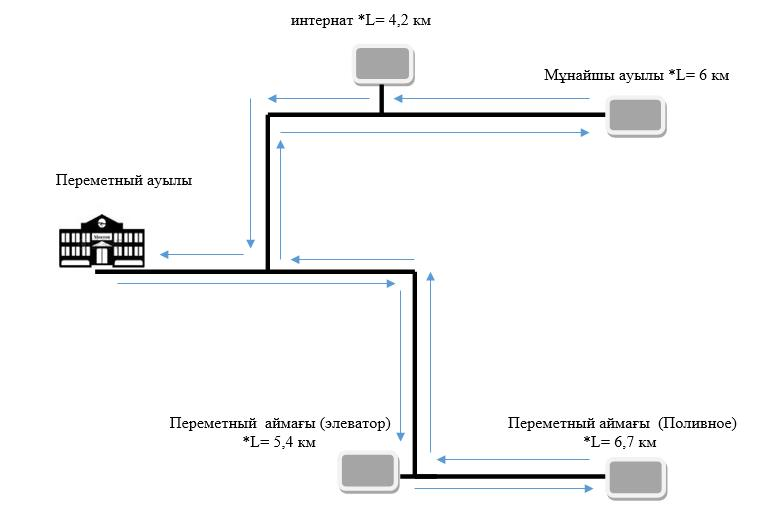 интернат *L= 4,2 км
Мұнайшы ауылы *L= 6 км
Переметный ауылы
Переметный  аймағы (элеватор)
*L= 5,4 км
Переметный аймағы  (Поливное)
*L= 6,7 км